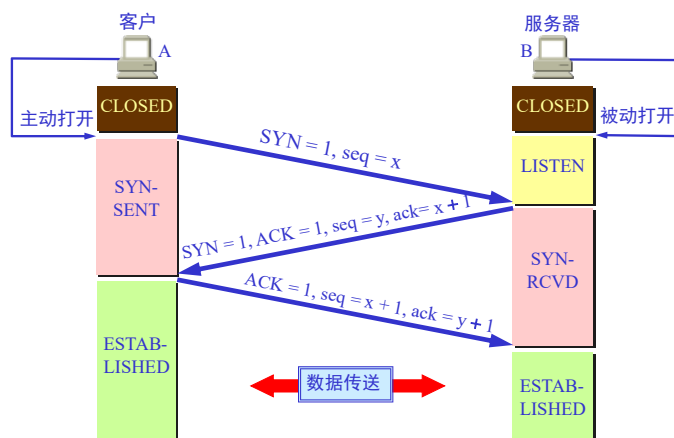 客户
服务器
A
B
CLOSED
CLOSED
主动打开
被动打开
SYN = 1, seq = x
LISTEN
SYN-
SENT
SYN = 1, ACK = 1, seq = y, ack= x + 1
SYN-
RCVD
ACK = 1, seq = x + 1, ack = y + 1
ESTAB-
LISHED
数据传送
ESTAB-
LISHED